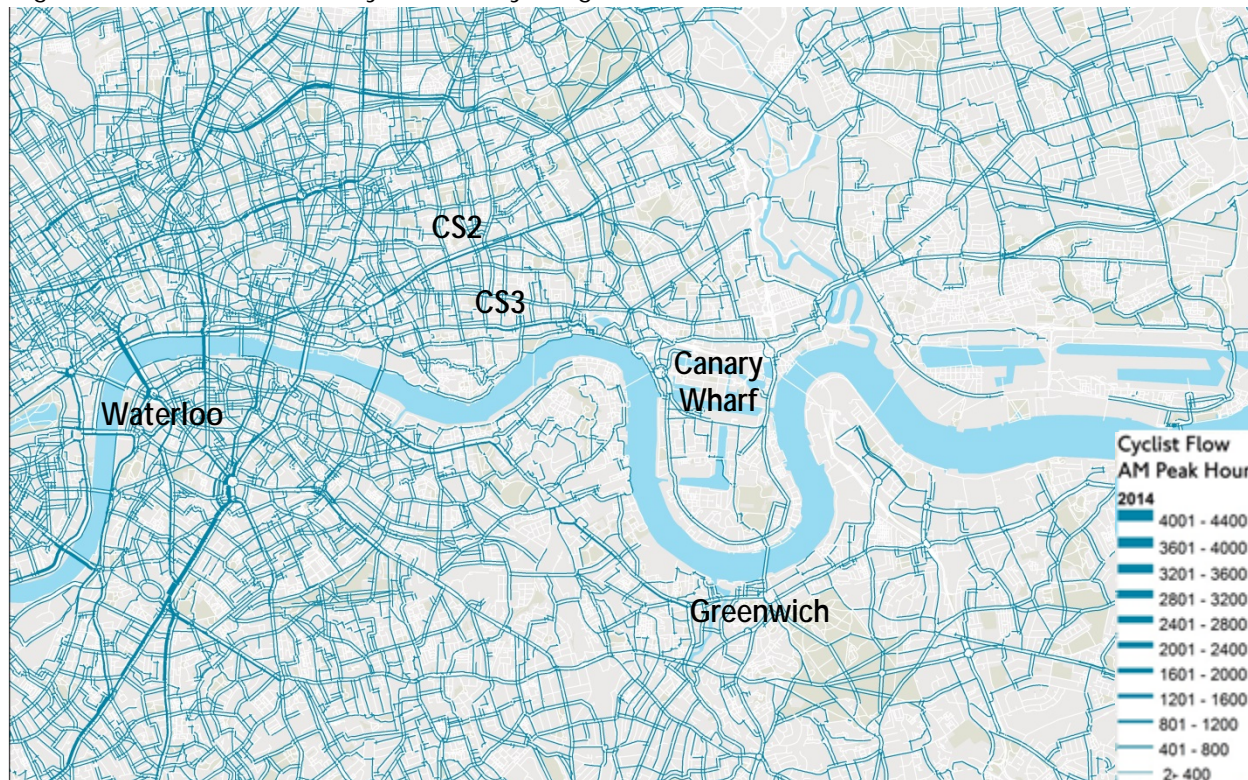 CS2
CS3
Canary
Wharf
Waterloo
Greenwich
Cyclist Flow
AM Peak Hour
2014
4001 - 4400
3601 - 4000
3201 - 3600
2801 - 3200
2401 - 2800
2001 - 2400
1601 - 2000
1201 - 1600
801 - 1200
401 - 800
2- 400